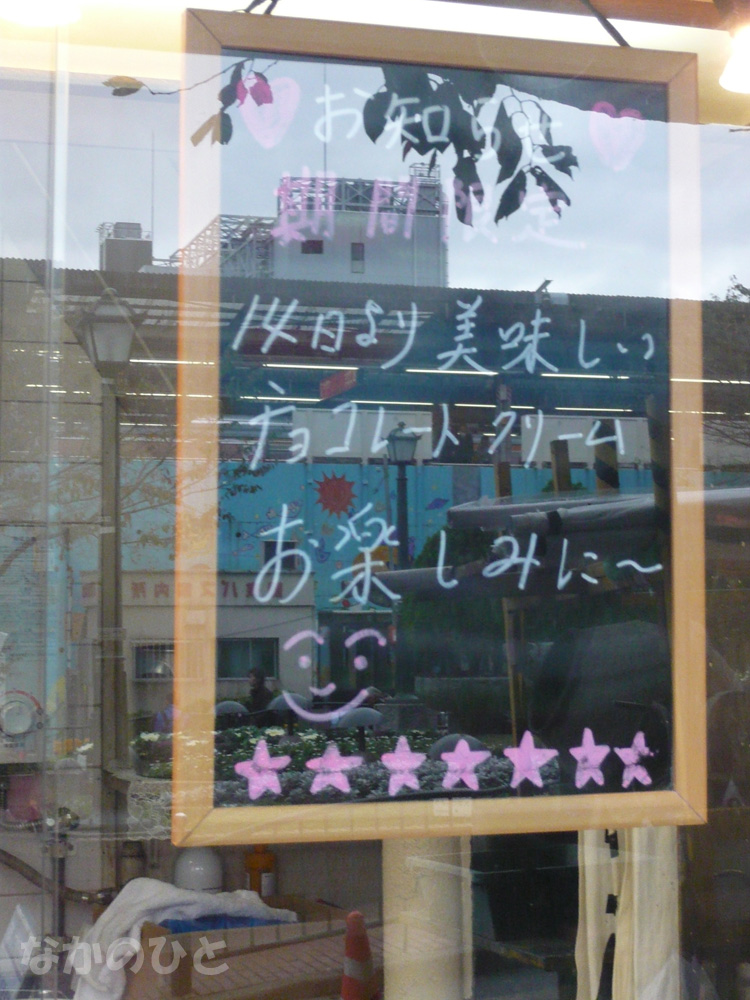 お知らせ
期間限定
14日より美味しい
チョコレートクリーム
お楽しみに〜
なかのひと